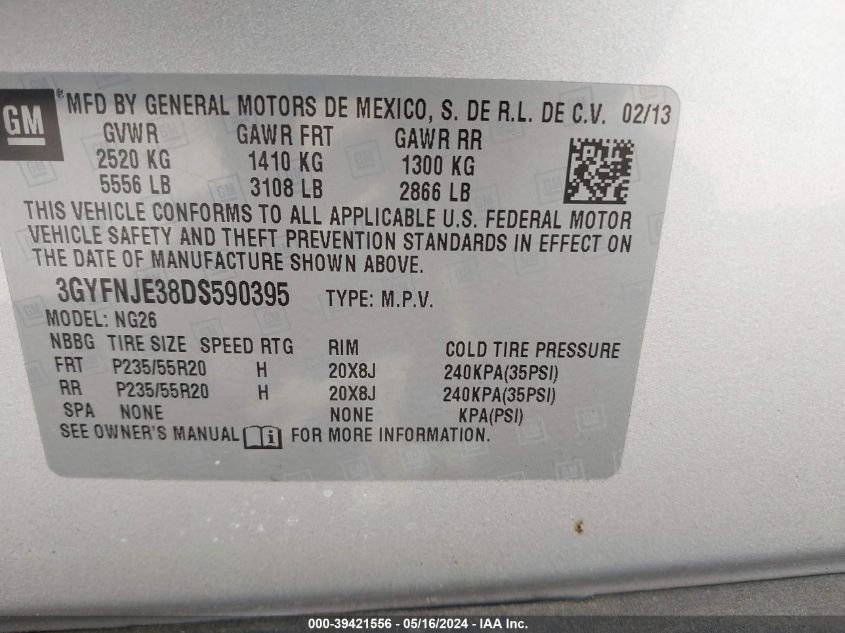 GM ® MFD BY GENERAL MOTORS DE MEXICO, S. DE R.L. DE C.V. 02/13
GVWR GAWR FRT GAWR RR
2520 KG 1410 KG 1300 KG
5556 LB 3108 LB 2866 LB
THIS VEHICLE CONFORMS TO ALL APPLICABLE U.S. FEDERAL MOTOR
VEHICLE SAFETY AND THEFT PREVENTION STANDARDS IN EFFECT ON
THE DATE OF MANUFACTURE SHOWN ABOVE.
3GYFNJE38DS590395 TYPE: M.P.V.
MODEL: NG26
NBBG TIRE SIZE SPEED RTG RIM COLD TIRE PRESSURE
FRT P235/55R20 H 20X8J 240KPA(35PSI)
RR P235/55R20 H 20X8J 240KPA(35PSI)
SPA NONE NONE KPA(PSI)
SEE OWNER'S MANUAL i FOR MORE INFORMATION.
000-39421556 - 05/16/2024 - IAA Inc.